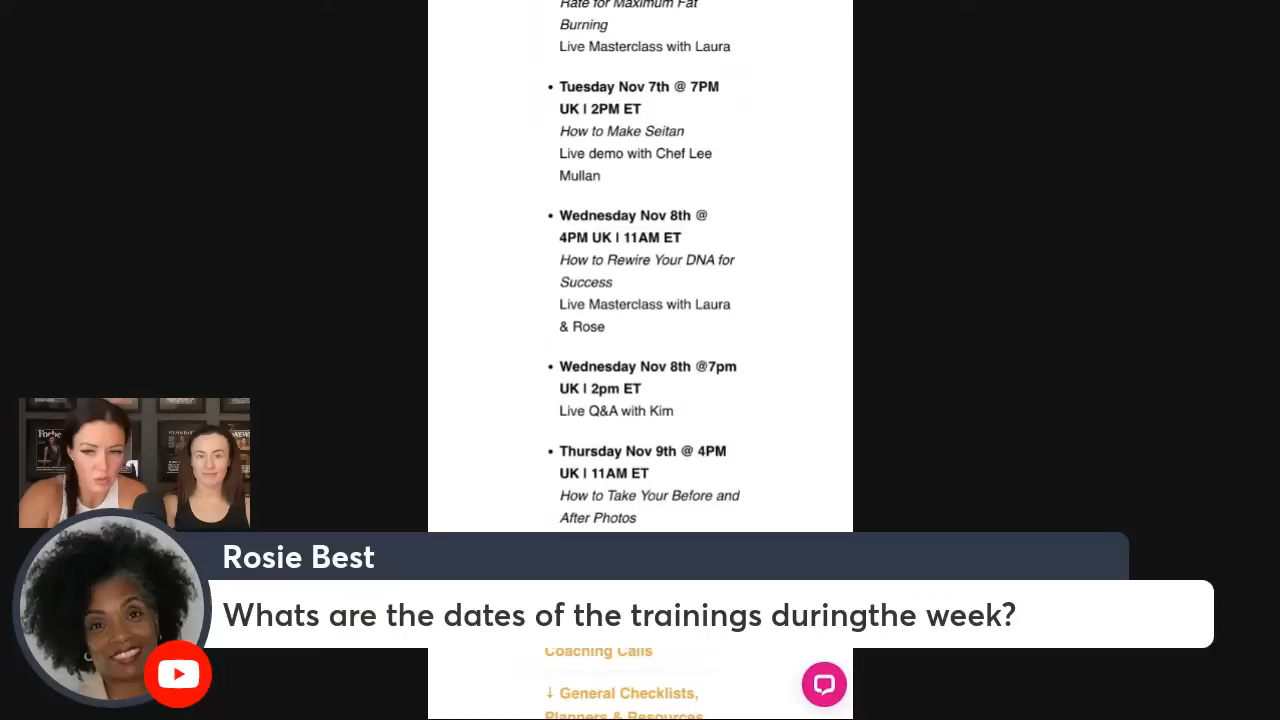 Rate for Maximum Fat
Burning
Live Masterclass with Laura
• Tuesday Nov 7th @ 7PM
UK | 2PM ET
How to Make Seitan
Live demo with Chef Lee
Mullan
• Wednesday Nov 8th @
4PM UK | 11AM ET
How to Rewire Your DNA for
Success
Live Masterclass with Laura
& Rose
• Wednesday Nov 8th @7pm
UK | 2pm ET
Live Q&A with Kim
• Thursday Nov 9th @ 4PM
UK | 11AM ET
How to Take Your Before and
After Photos
Forbes
Rosie Best
Whats are the dates of the trainings duringthe week?
Coaching Calls
↓ General Checklists,
Planners & Resources